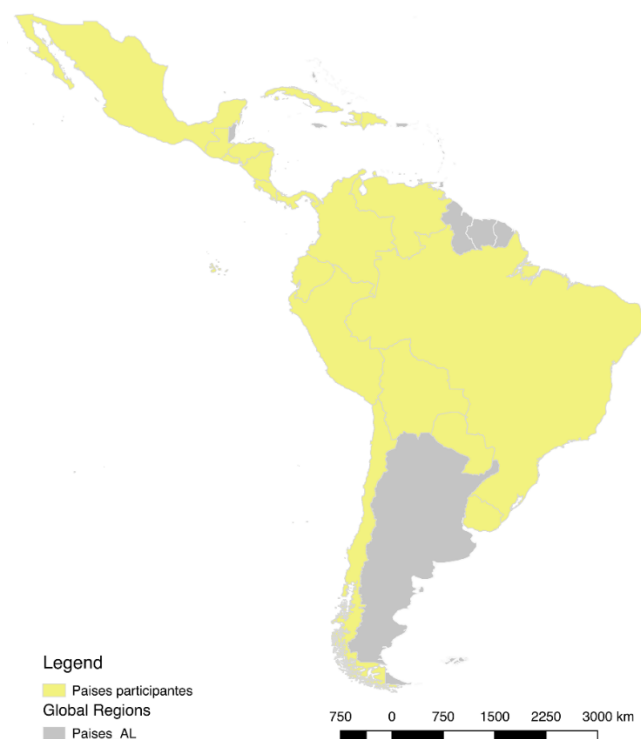 Legend
Paises participantes
Global Regions
Paises AL
750 0 750 1500 2250 3000 km